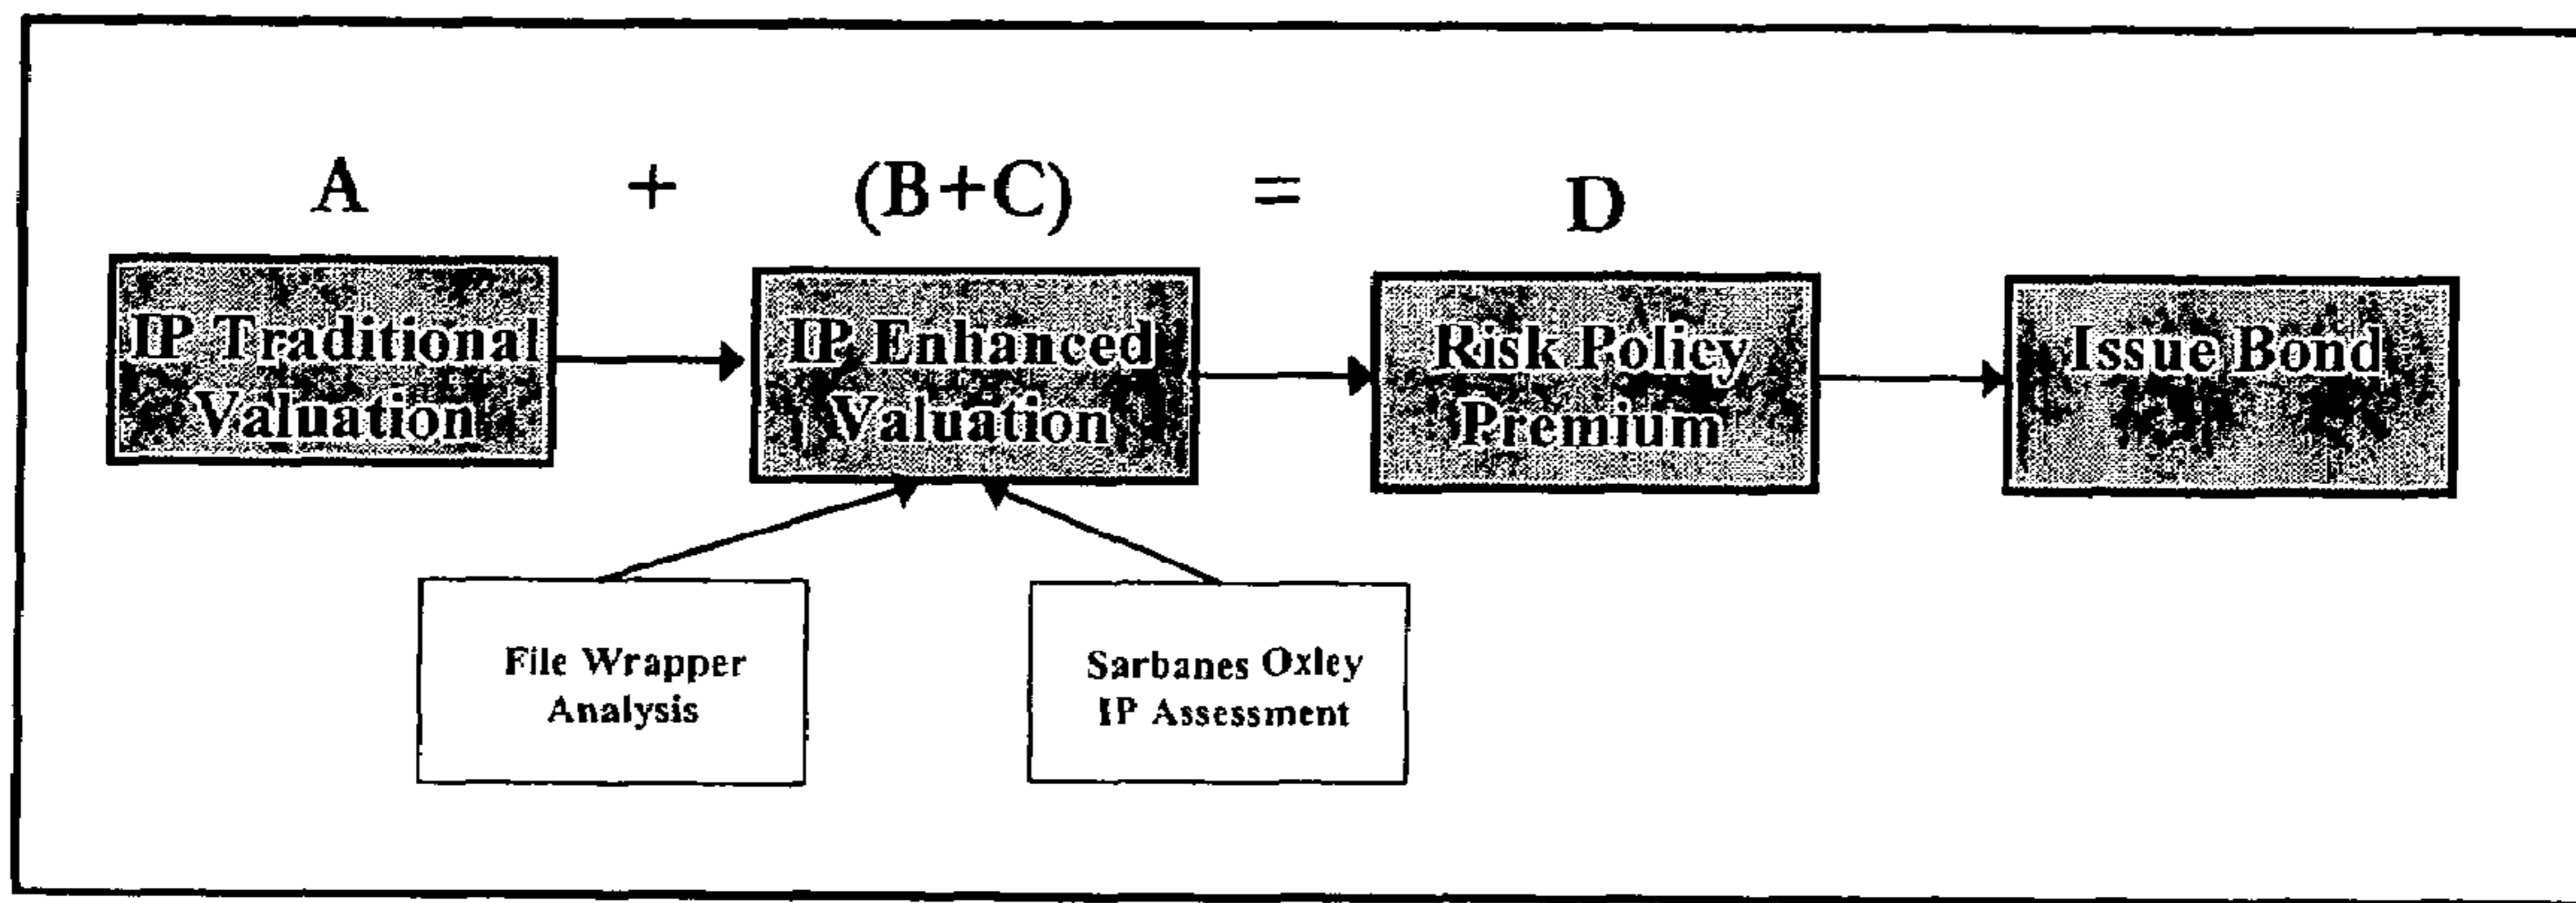 A + (B+C) = D
IP Traditional
Valuation
IP Enhanced
Valuation
Risk Policy
Premium
Issue Bond
File Wrapper
Analysis
Sarbanes Oxley
IP Assessment